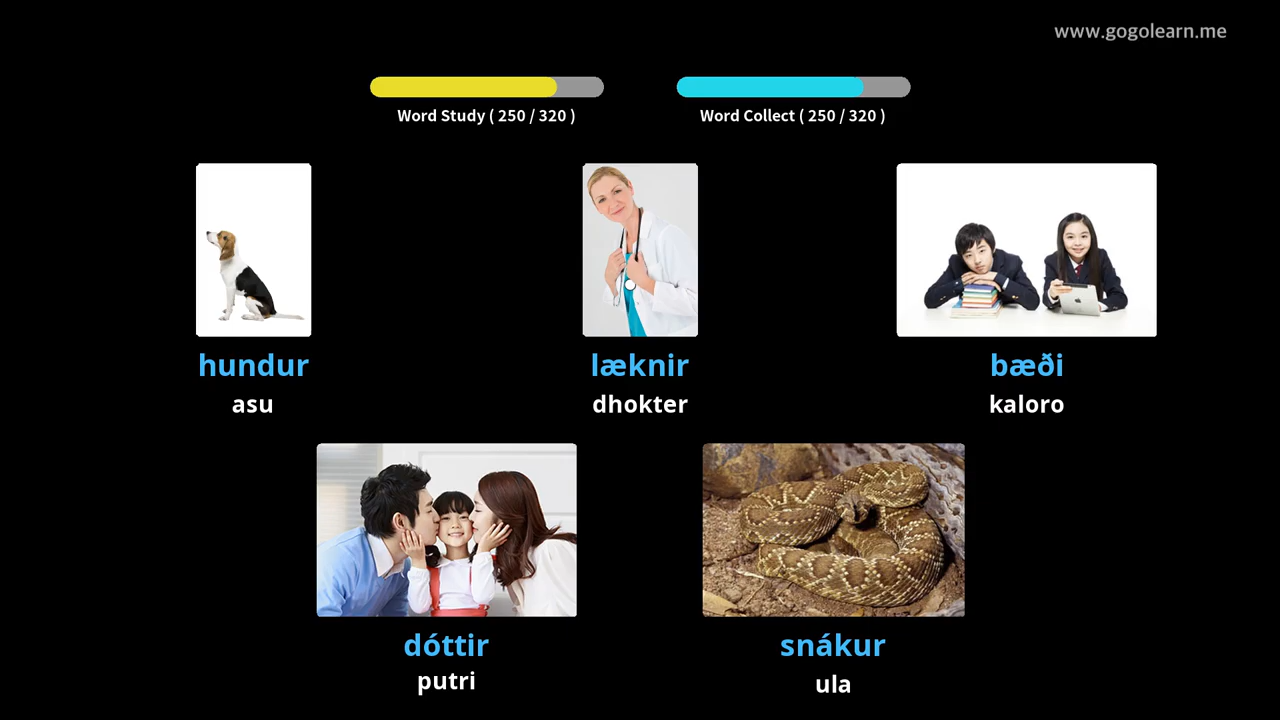 www.gogolearn.me
Word Study ( 250 / 320 )
Word Collect ( 250 / 320 )
hundur
asu
læknir
dhokter
bæði
kaloro
dóttir
putri
snákur
ula